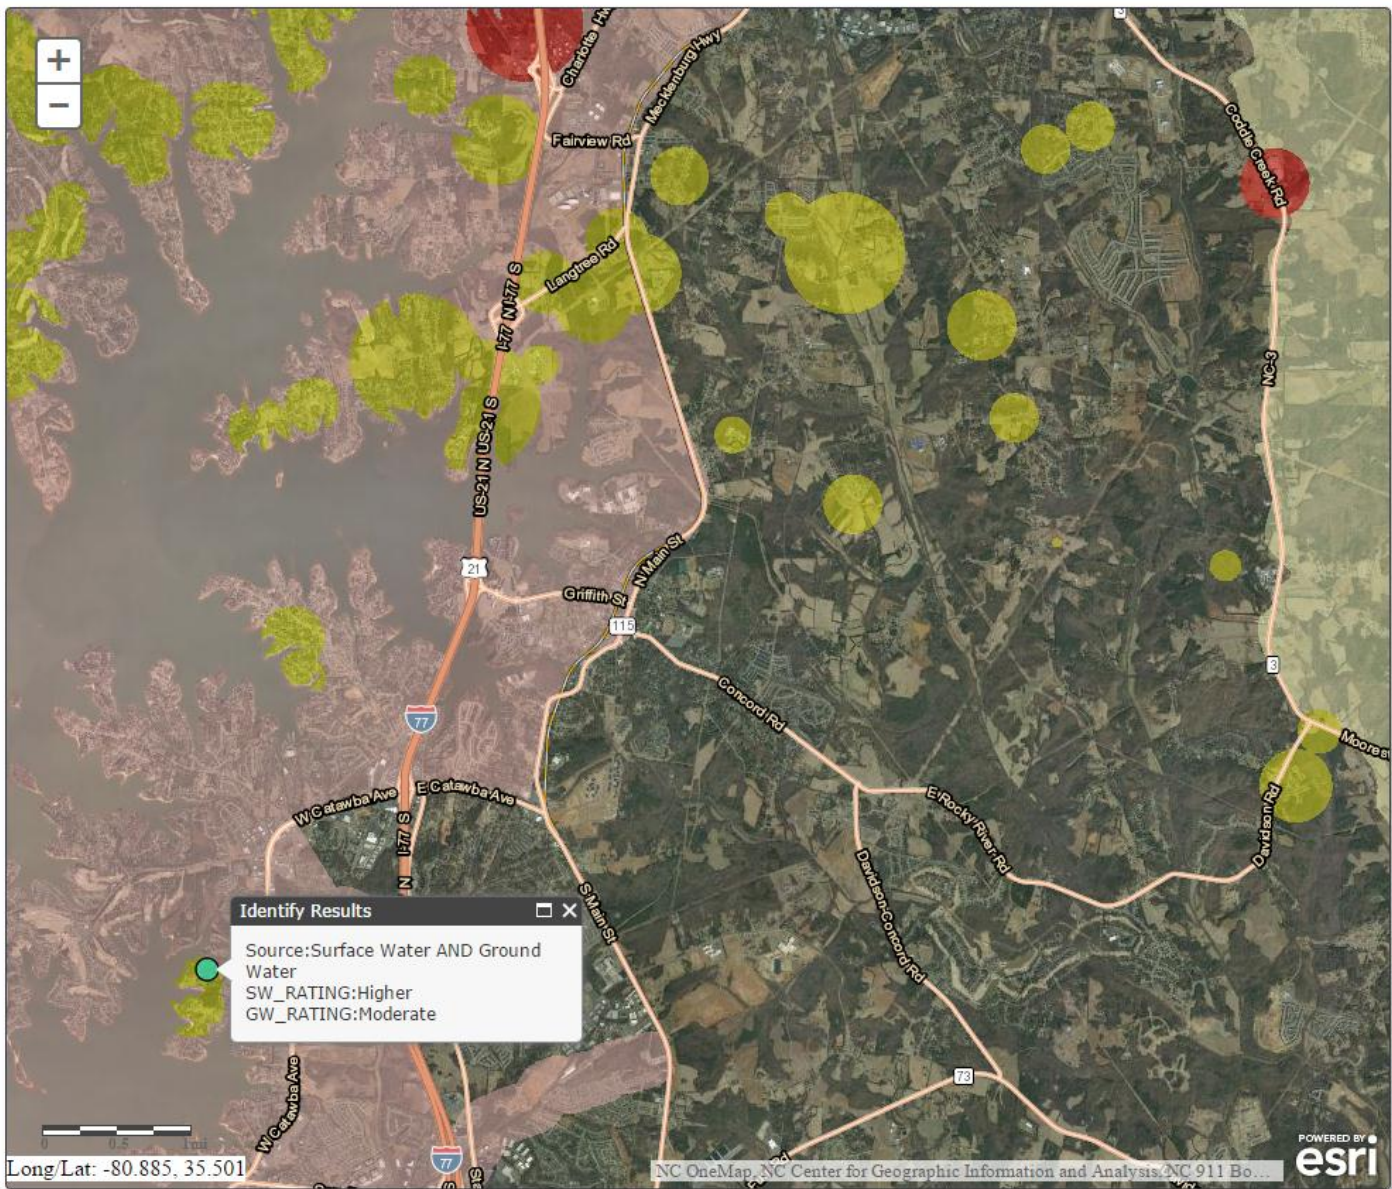 +
−
Charlotte Hw
Mecklenburg Hwy
3
Fairview Rd
Coddle Creek Rd
Langtree Rd
I-77 N I-77 S
NC-3
US-21 N US-21 S
21
N Main St
Griffith St
115
3
Concord Rd
77
Mooresv
W Catawba Ave
E Catawba Ave
E Rocky River Rd
Davidson Rd
N I-77 S
Davidson-Concord Rd
S Main St
Identify Results
Source:Surface Water AND Ground
Water
SW_RATING:Higher
GW_RATING:Moderate
W Catawba Ave
73
0 0.5 1mi
77
Long/Lat: -80.885, 35.501
NC OneMap, NC Center for Geographic Information and Analysis, NC 911 Bo...
POWERED BY
esri